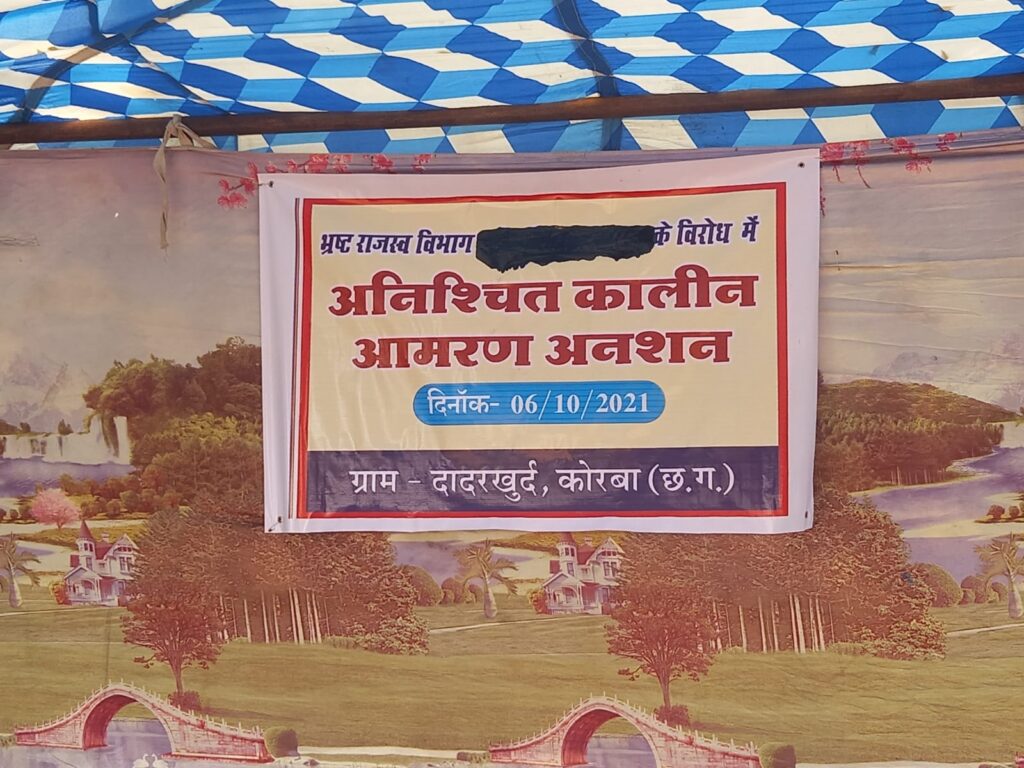 भ्रष्ट राजस्व विभाग के विरोध में
अनिश्चित कालीन
आमरण अनशन
दिनाँक- 06/10/2021
ग्राम - दादरखुर्द, कोरबा (छ.ग.)